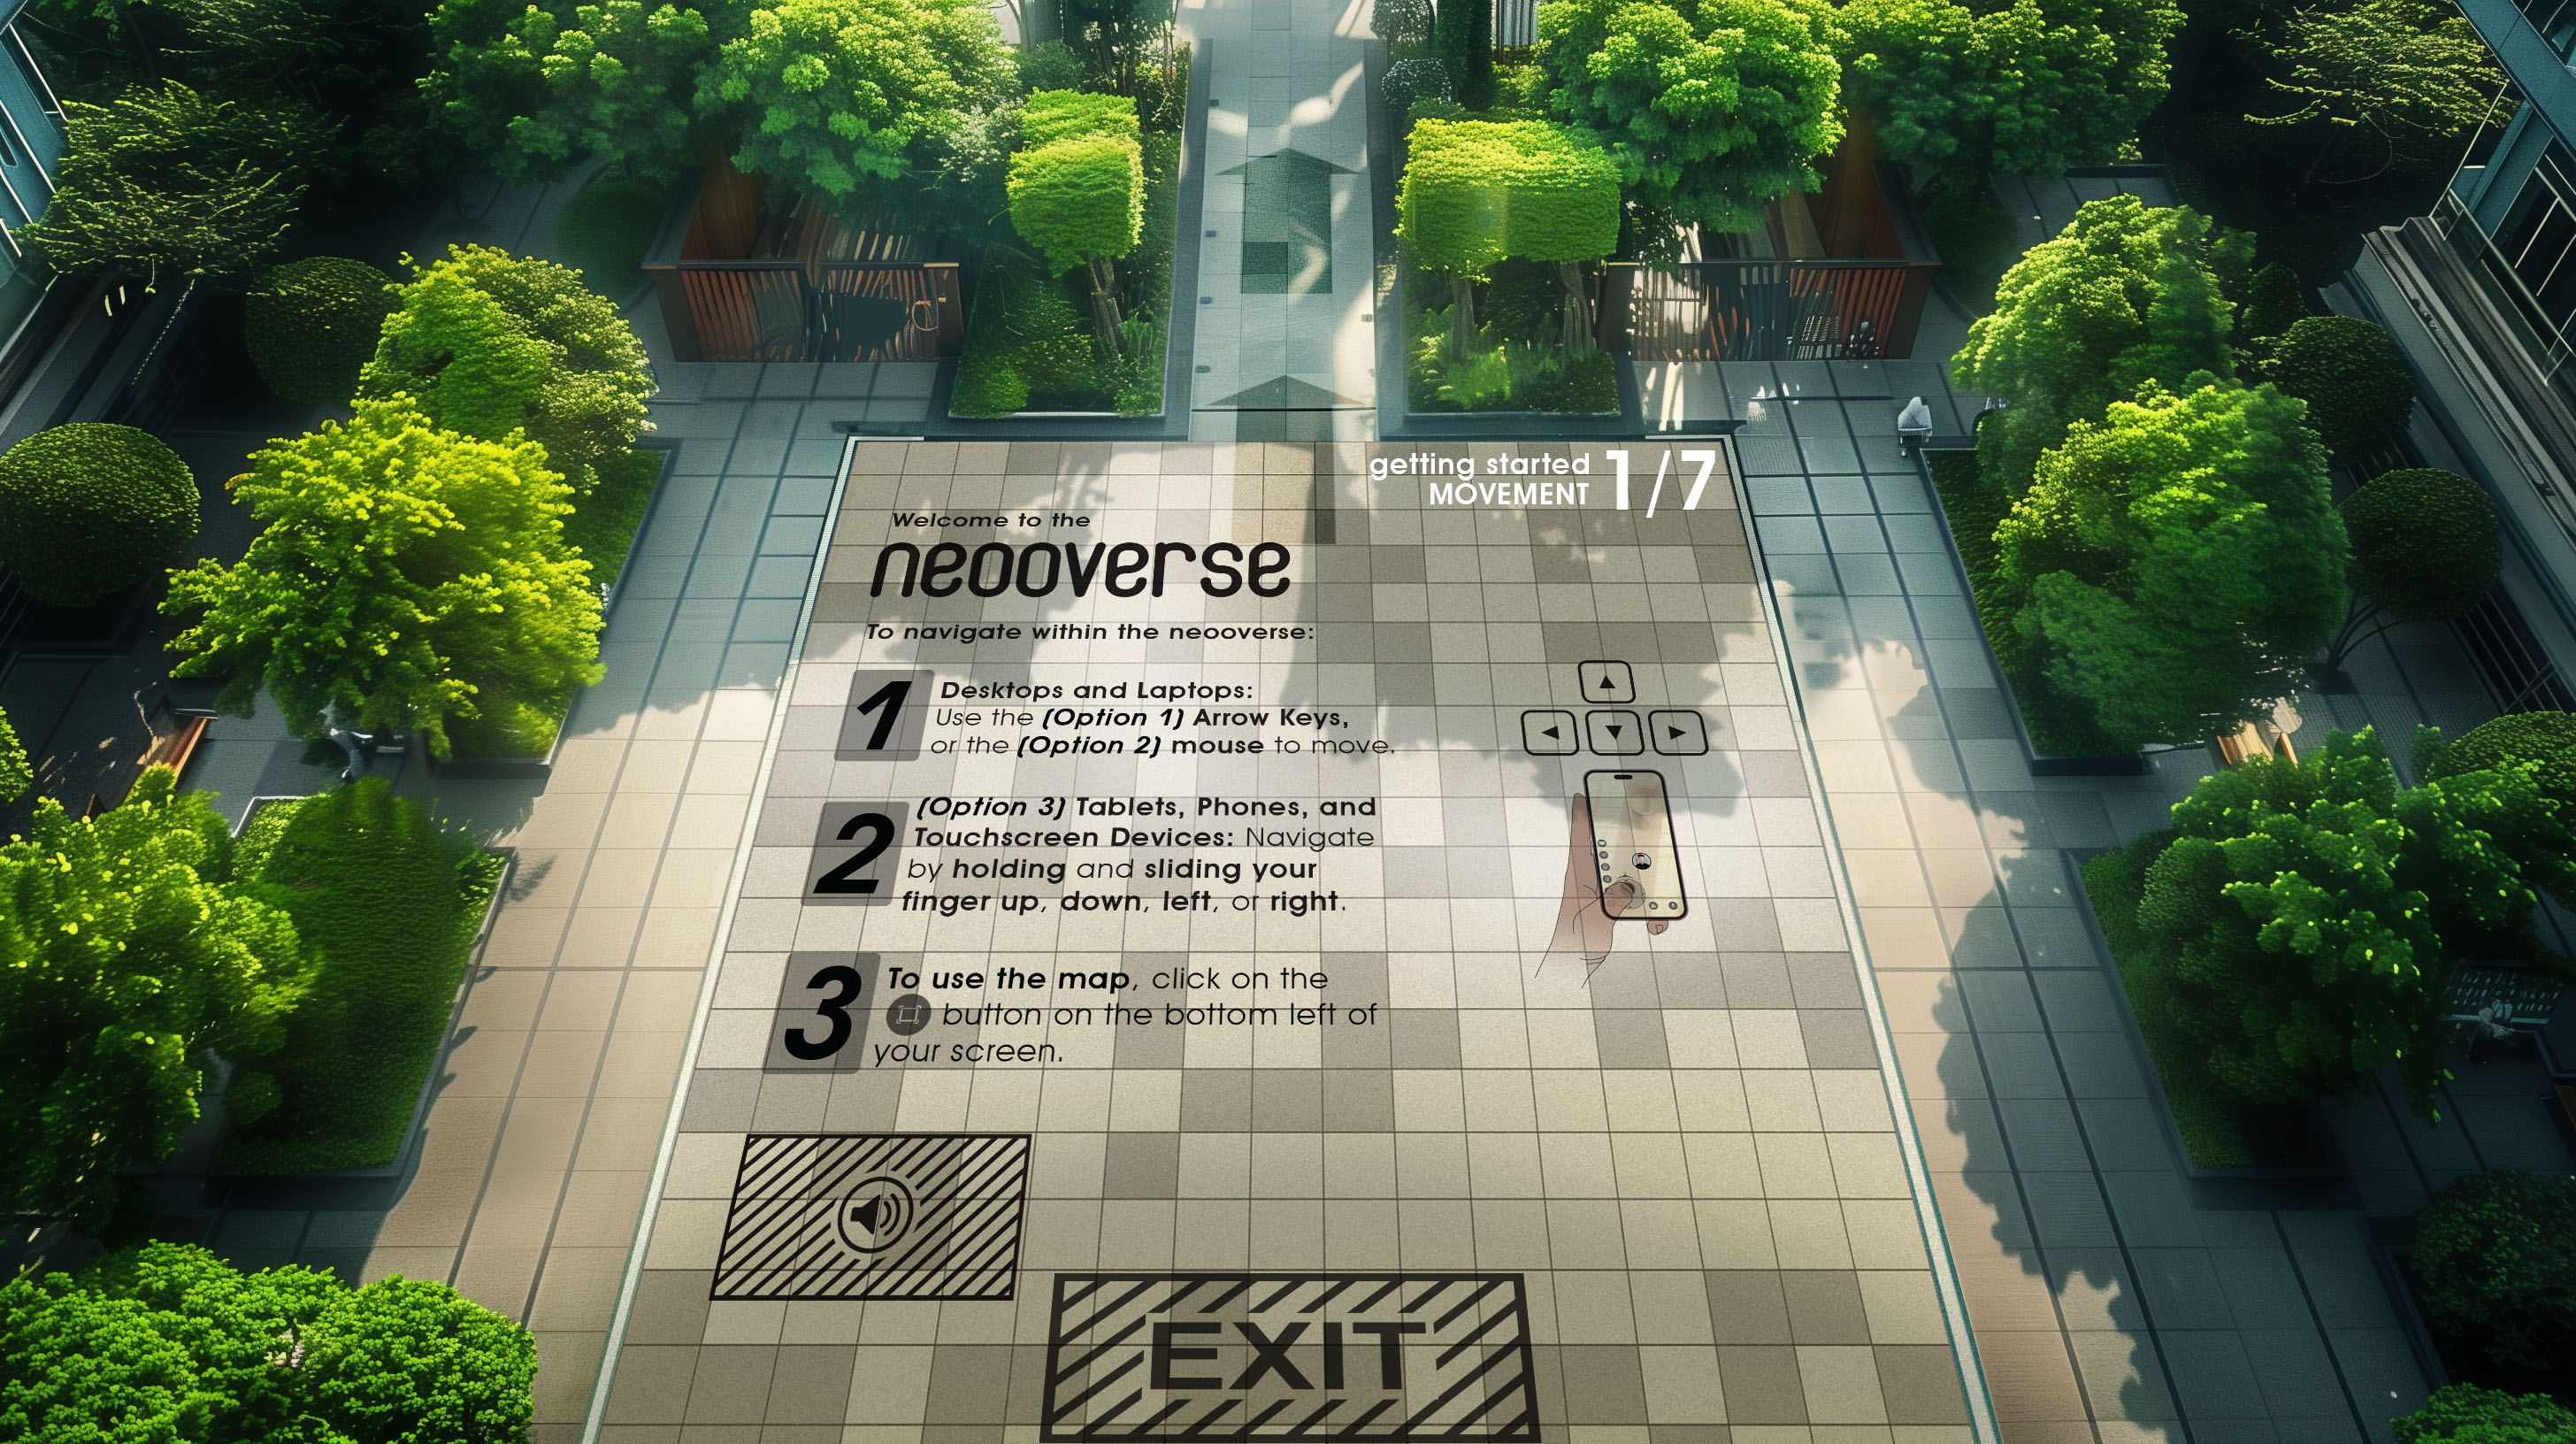 getting started
MOVEMENT
1/7
Welcome to the
neooverse
To navigate within the neooverse:
1
Desktops and Laptops:
Use the (Option 1) Arrow Keys,
or the (Option 2) mouse to move.
2
(Option 3) Tablets, Phones, and
Touchscreen Devices: Navigate
by holding and sliding your
finger up, down, left, or right.
3
To use the map, click on the
button on the bottom left of
your screen.
EXIT